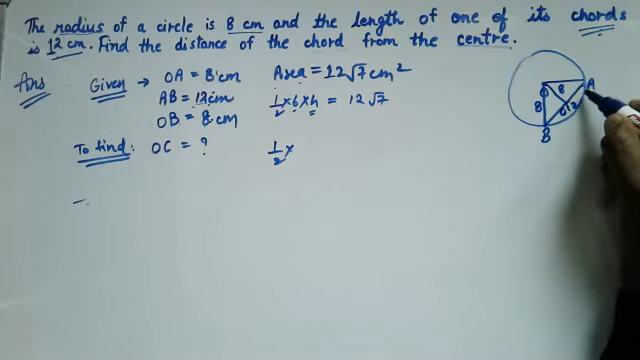 The radius of a circle is 8 cm and the length of one of its chords
is 12 cm. Find the distance of the chord from the centre.
Ans Given → OA = 8 cm Area = 12√7 cm²
AB = 12 cm 1/2 × 6 × h = 12√7
OB = 8 cm
To find: OC = ? 1/2 ×
O 8 A
8 6 12
B